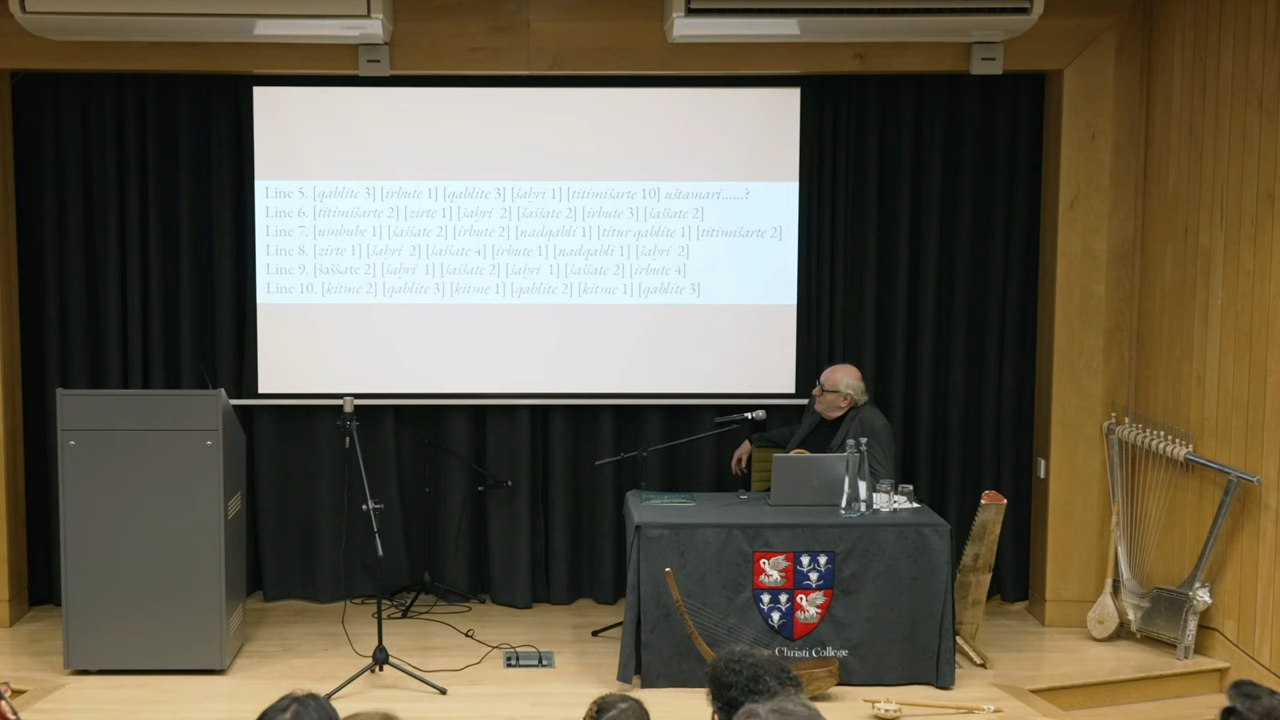 Line 5. [qablite 3] [irbute 1] [qablite 3] [šaḫri 1] [titimišarte 10] uštamari......?
Line 6. [titimišarte 2] [zirte 1] [šaḫri 2] [šaššate 2] [irbute 3] [šaššate 2]
Line 7. [umbube 1] [šaššate 2] [irbute 2] [nadqabli 1] [titur qablite 1] [titimišarte 2]
Line 8. [zirte 1] [šaḫri 2] [šaššate 4] [irbute 1] [nadqabli 1] [šaḫri 2]
Line 9. [šaššate 2] [šaḫri 1] [šaššate 2] [šaḫri 1] [šaššate 2] [irbute 4]
Line 10. [kitme 2] [qablite 3] [kitme 1] [qablite 2] [kitme 1] [qablite 3]
Christi College